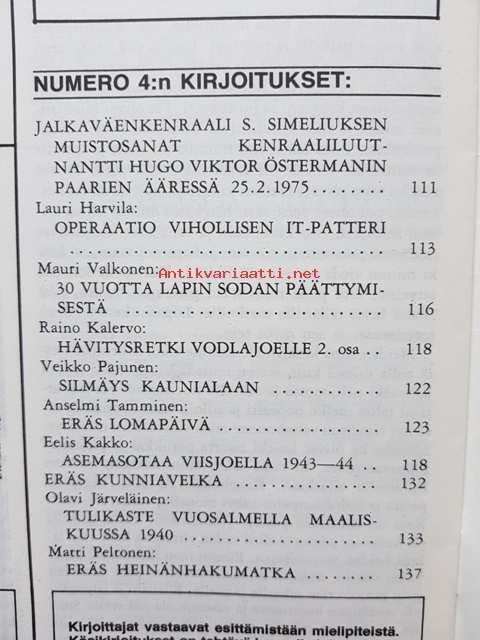 NUMERO 4:n KIRJOITUKSET:
JALKAVÄENKENRAALI S. SIMELIUKSEN
MUISTOSANAT KENRAALILUUT-
NANTTI HUGO VIKTOR ÖSTERMANIN
PAARIEN ÄÄRESSÄ 25.2.1975........ 111
Lauri Harvila:
OPERAATIO VIHOLLISEN IT-PATTERI
................................ 113
Mauri Valkonen:
Antikvariaatti.net
30 VUOTTA LAPIN SODAN PÄÄTTYMI-
SESTÄ .......................... 116
Raino Kalervo:
HÄVITYSRETKI VODLAJOELLE 2. osa .. 118
Veikko Pajunen:
SILMÄYS KAUNIALAAN ............ 122
Anselmi Tamminen:
ERÄS LOMAPÄIVÄ ................ 123
Eelis Kakko:
ASEMASOTAA VIISJOELLA 1943—44 .. 118
ERÄS KUNNIAVELKA ................ 132
Olavi Järveläinen:
TULIKASTE VUOSALMELLA MAALIS-
KUUSSA 1940 .................... 133
Matti Peltonen:
ERÄS HEINÄNHAKUMATKA .......... 137
Kirjoittajat vastaavat esittämistään mielipiteistä.